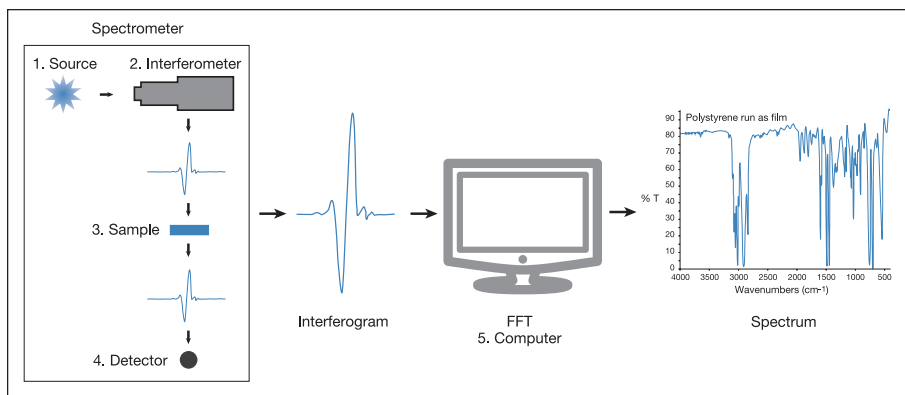 Spectrometer
1. Source
2. Interferometer
3. Sample
4. Detector
Interferogram
FFT
5. Computer
Polystyrene run as film
% T
90
80
70
60
50
40
30
20
10
0
4000 3500 3000 2500 2000 1500 1000 500
Wavenumbers (cm-1)
Spectrum